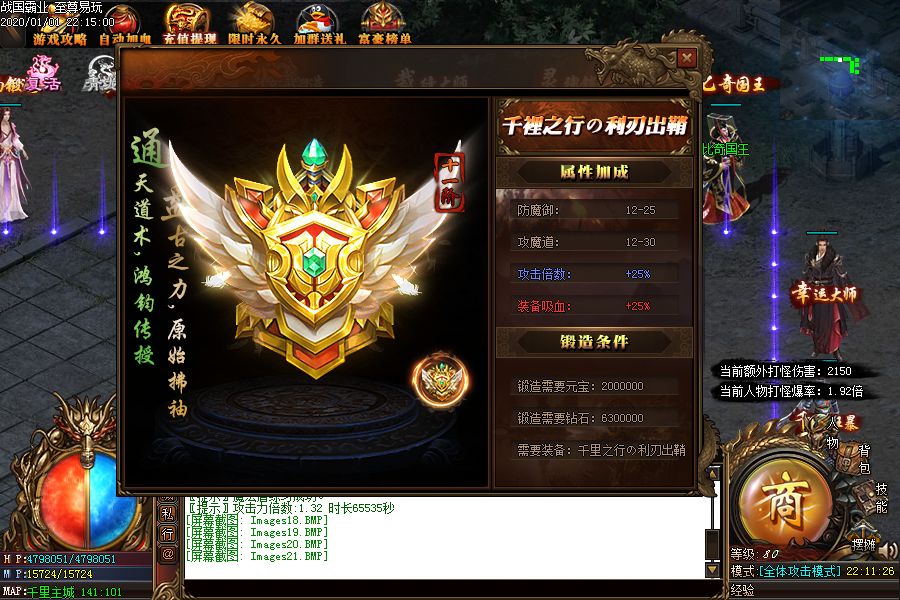 战国霸业 至尊易玩
2020/01/01 22:15:00
游戏攻略 自动加血 充值提现 限时永久 加群送礼 富豪榜单
复活
千裡之行の利刃出鞘
通天道术,鸿钧传授
盘古之力,原始拂袖
十一阶
属性加成
防魔御: 12-25
攻魔道: 12-30
攻击倍数: +25%
装备吸血: +25%
锻造条件
锻造需要元宝: 2000000
锻造需要钻石: 6300000
需要装备: 千里之行の利刃出鞘
比奇国王
幸运大师
当前额外打怪伤害: 2150
当前人物打怪爆率: 1.92倍
人物
背包
技能
摆摊
商
私
行
@
[提示]攻击力倍数:1.32 时长65535秒
[屏幕截图: Images18.BMP]
[屏幕截图: Images19.BMP]
[屏幕截图: Images20.BMP]
[屏幕截图: Images21.BMP]
HP:4798051/4798051
MP:15724/15724
MAP:千里主城 141:101
等级: 80
模式[全体攻击模式] 22:11:26
经验